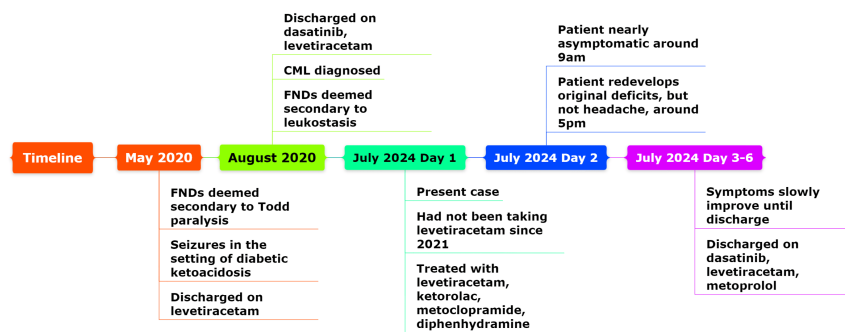 Discharged on
dasatinib,
levetiracetam
CML diagnosed
FNDs deemed
secondary to
leukostasis
Patient nearly
asymptomatic around
9am
Patient redevelops
original deficits, but
not headache, around
5pm
Timeline
May 2020
August 2020
July 2024 Day 1
July 2024 Day 2
July 2024 Day 3-6
FNDs deemed
secondary to Todd
paralysis
Seizures in the
setting of diabetic
ketoacidosis
Discharged on
levetiracetam
Present case
Had not been taking
levetiracetam since
2021
Treated with
levetiracetam,
ketorolac,
metoclopramide,
diphenhydramine
Symptoms slowly
improve until
discharge
Discharged on
dasatinib,
levetiracetam,
metoprolol